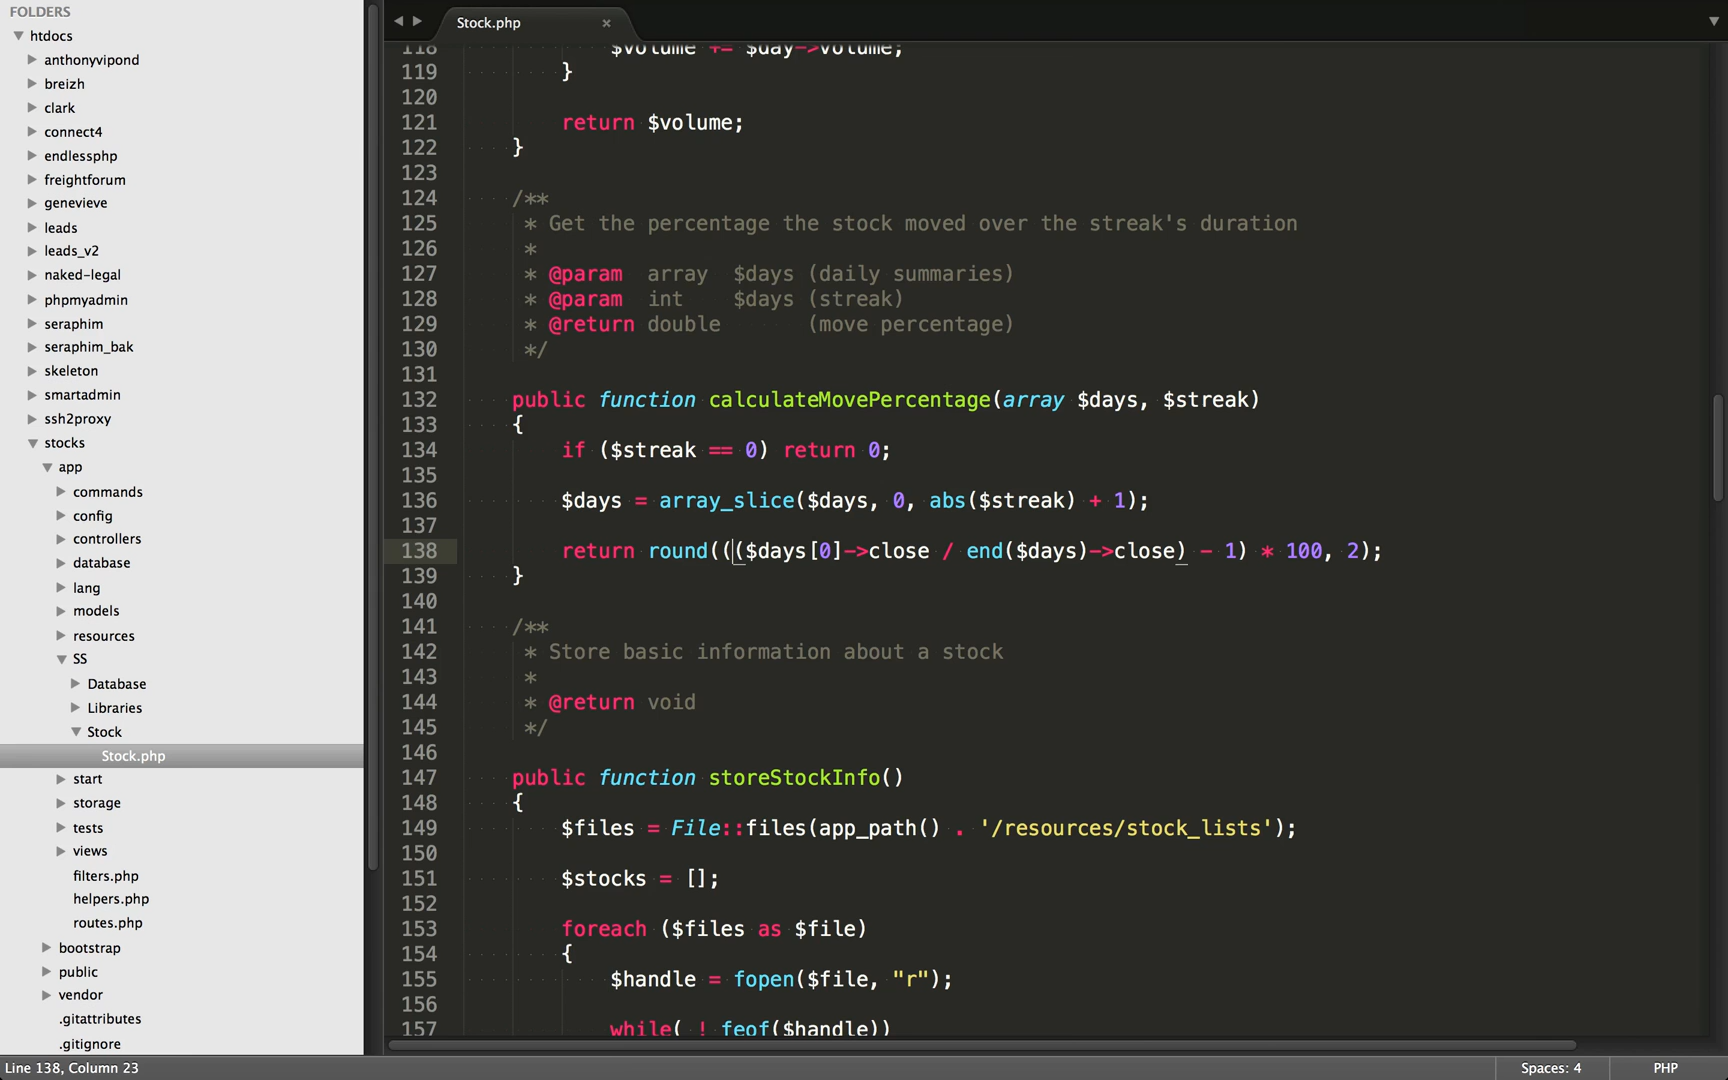 FOLDERS
htdocs
anthonyvipond
breizh
clark
connect4
endlessphp
freightforum
genevieve
leads
leads_v2
naked-legal
phpmyadmin
seraphim
seraphim_bak
skeleton
smartadmin
ssh2proxy
stocks
app
commands
config
controllers
database
lang
models
resources
SS
Database
Libraries
Stock
Stock.php
start
storage
tests
views
filters.php
helpers.php
routes.php
bootstrap
public
vendor
.gitattributes
.gitignore
Stock.php ×
118 $volume += $day->volume;
119 }
120
121 return $volume;
122 }
123
124 /**
125 * Get the percentage the stock moved over the streak's duration
126 *
127 * @param array $days (daily summaries)
128 * @param int $days (streak)
129 * @return double (move percentage)
130 */
131
132 public function calculateMovePercentage(array $days, $streak)
133 {
134 if ($streak == 0) return 0;
135
136 $days = array_slice($days, 0, abs($streak) + 1);
137
138 return round((($days[0]->close / end($days)->close) - 1) * 100, 2);
139 }
140
141 /**
142 * Store basic information about a stock
143 *
144 * @return void
145 */
146
147 public function storeStockInfo()
148 {
149 $files = File::files(app_path() . '/resources/stock_lists');
150
151 $stocks = [];
152
153 foreach ($files as $file)
154 {
155 $handle = fopen($file, "r");
156
157 while( ! feof($handle))
Line 138, Column 23
Spaces: 4
PHP